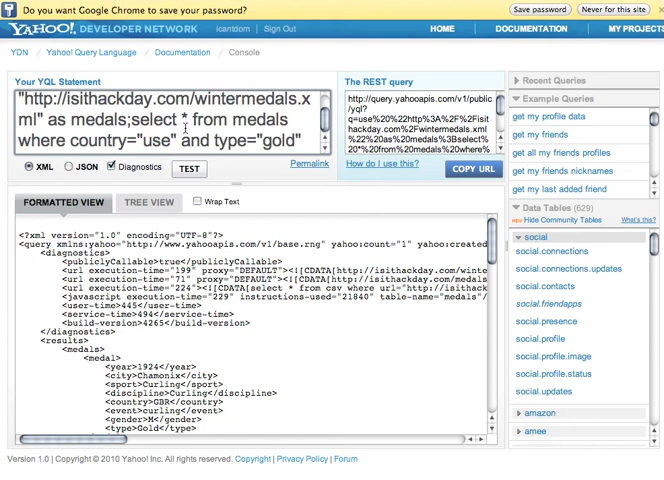 Do you want Google Chrome to save your password?
Save password
Never for this site
YAHOO! DEVELOPER NETWORK
icantdom | Sign Out
HOME
DOCUMENTATION
MY PROJECTS
YDN / Yahoo! Query Language / Documentation / Console
Your YQL Statement
"http://isithackday.com/wintermedals.x
ml" as medals;select * from medals
where country="use" and type="gold"
XML
JSON
Diagnostics
TEST
Permalink
The REST query
http://query.yahooapis.com/v1/public
/yql?
q=use%20%22http%3A%2F%2Fisit
hackday.com%2Fwintermedals.xml
%22%20as%20medals%3Bselect%
20*%20from%20medals%20where%
How do I use this?
COPY URL
Recent Queries
Example Queries
get my profile data
get my friends
get all my friends profiles
get my friends nicknames
get my last added friend
Data Tables (629)
NEW Hide Community Tables
What's this?
social
social.connections
social.connections.updates
social.contacts
social.friendapps
social.presence
social.profile
social.profile.image
social.profile.status
social.updates
amazon
amee
FORMATTED VIEW
TREE VIEW
Wrap Text
<?xml version="1.0" encoding="UTF-8"?>
<query xmlns:yahoo="http://www.yahooapis.com/v1/base.rng" yahoo:count="1" yahoo:created
<diagnostics>
<publiclyCallable>true</publiclyCallable>
<url execution-time="199" proxy="DEFAULT"><![CDATA[http://isithackday.com/winte
<url execution-time="71" proxy="DEFAULT"><![CDATA[http://isithackday.com/medals
<url execution-time="224"><![CDATA[select * from csv where url="http://isithack
<javascript execution-time="229" instructions-used="21840" table-name="medals"/
<user-time>445</user-time>
<service-time>494</service-time>
<build-version>4265</build-version>
</diagnostics>
<results>
<medals>
<medal>
<year>1924</year>
<city>Chamonix</city>
<sport>Curling</sport>
<discipline>Curling</discipline>
<country>GBR</country>
<event>curling</event>
<gender>M</gender>
<type>Gold</type>
Version 1.0 | Copyright © 2010 Yahoo! Inc. All rights reserved. Copyright | Privacy Policy | Forum